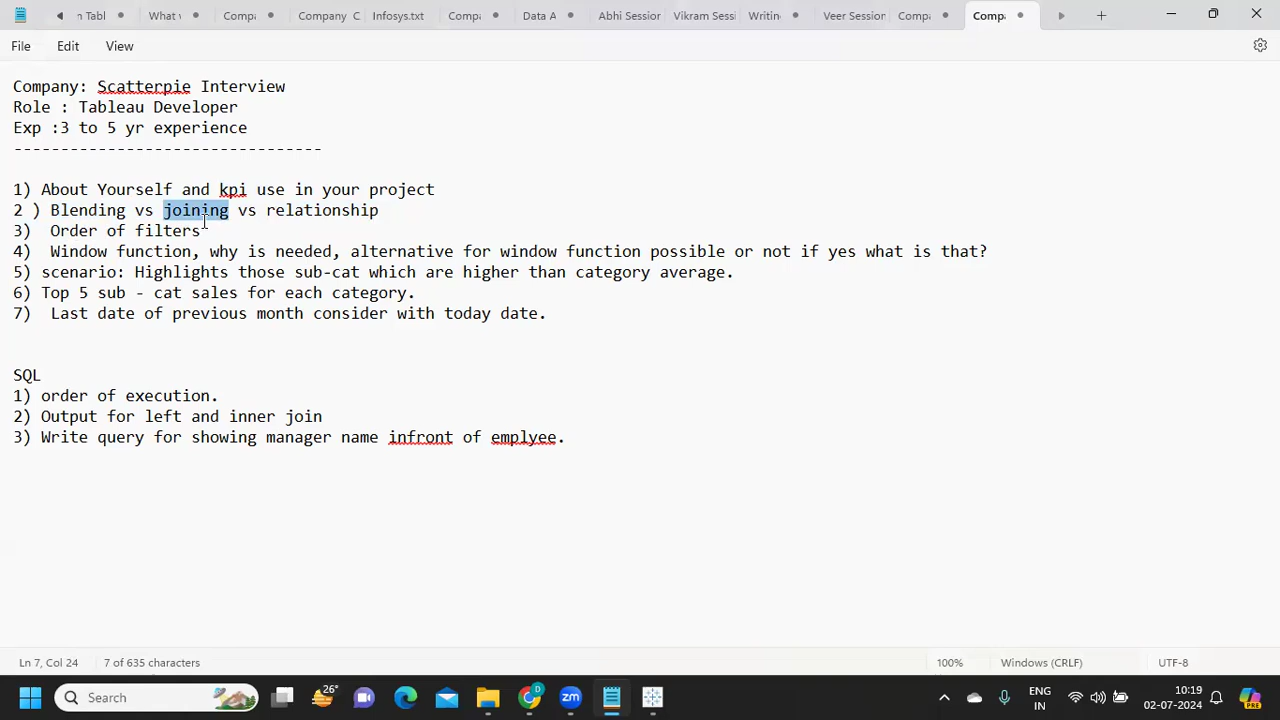 n Tabl
What v
Compa
Company C
Infosys.txt
Compa
Data A
Abhi Session
Vikram Sessi
Writin
Veer Session
Compa
Compa
File
Edit
View
Company: Scatterpie Interview
Role : Tableau Developer
Exp :3 to 5 yr experience
---------------------------------
1) About Yourself and kpi use in your project
2 ) Blending vs joining vs relationship
3)  Order of filters
4)  Window function, why is needed, alternative for window function possible or not if yes what is that?
5) scenario: Highlights those sub-cat which are higher than category average.
6) Top 5 sub - cat sales for each category.
7)  Last date of previous month consider with today date.
SQL
1) order of execution.
2) Output for left and inner join
3) Write query for showing manager name infront of emplyee.
Ln 7, Col 24
7 of 635 characters
100%
Windows (CRLF)
UTF-8
Search
26°
ENG
IN
10:19
02-07-2024
PRE